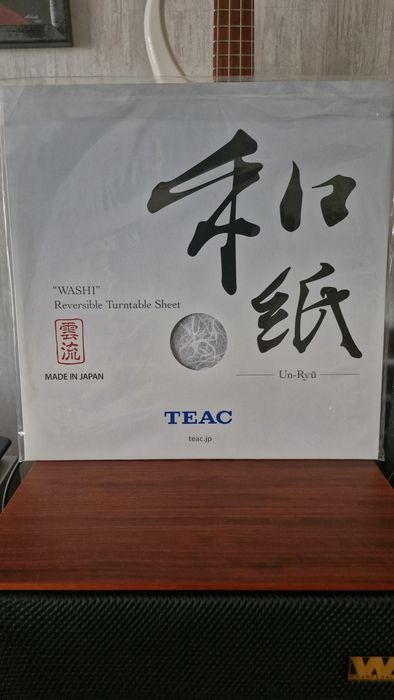 和
紙
"WASHI"
Reversible Turntable Sheet
雲
流
MADE IN JAPAN
Un-Ryū
TEAC
teac.jp
W